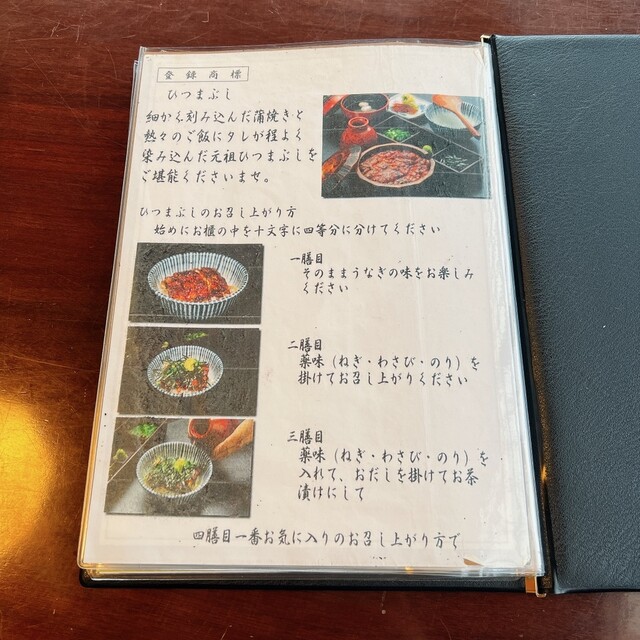 登録商標
ひつまぶし
細かく刻み込んだ蒲焼きと
熱々のご飯にタレが程よく
染み込んだ元祖ひつまぶしを
ご堪能くださいませ。
ひつまぶしのお召し上がり方
始めにお櫃の中を十文字に四等分に分けてください
一膳目
そのままうなぎの味をお楽しみ
ください
二膳目
薬味（ねぎ・わさび・のり）を
掛けてお召し上がりください
三膳目
薬味（ねぎ・わさび・のり）を
入れて、おだしを掛けてお茶
漬けにして
四膳目一番お気に入りのお召し上がり方で